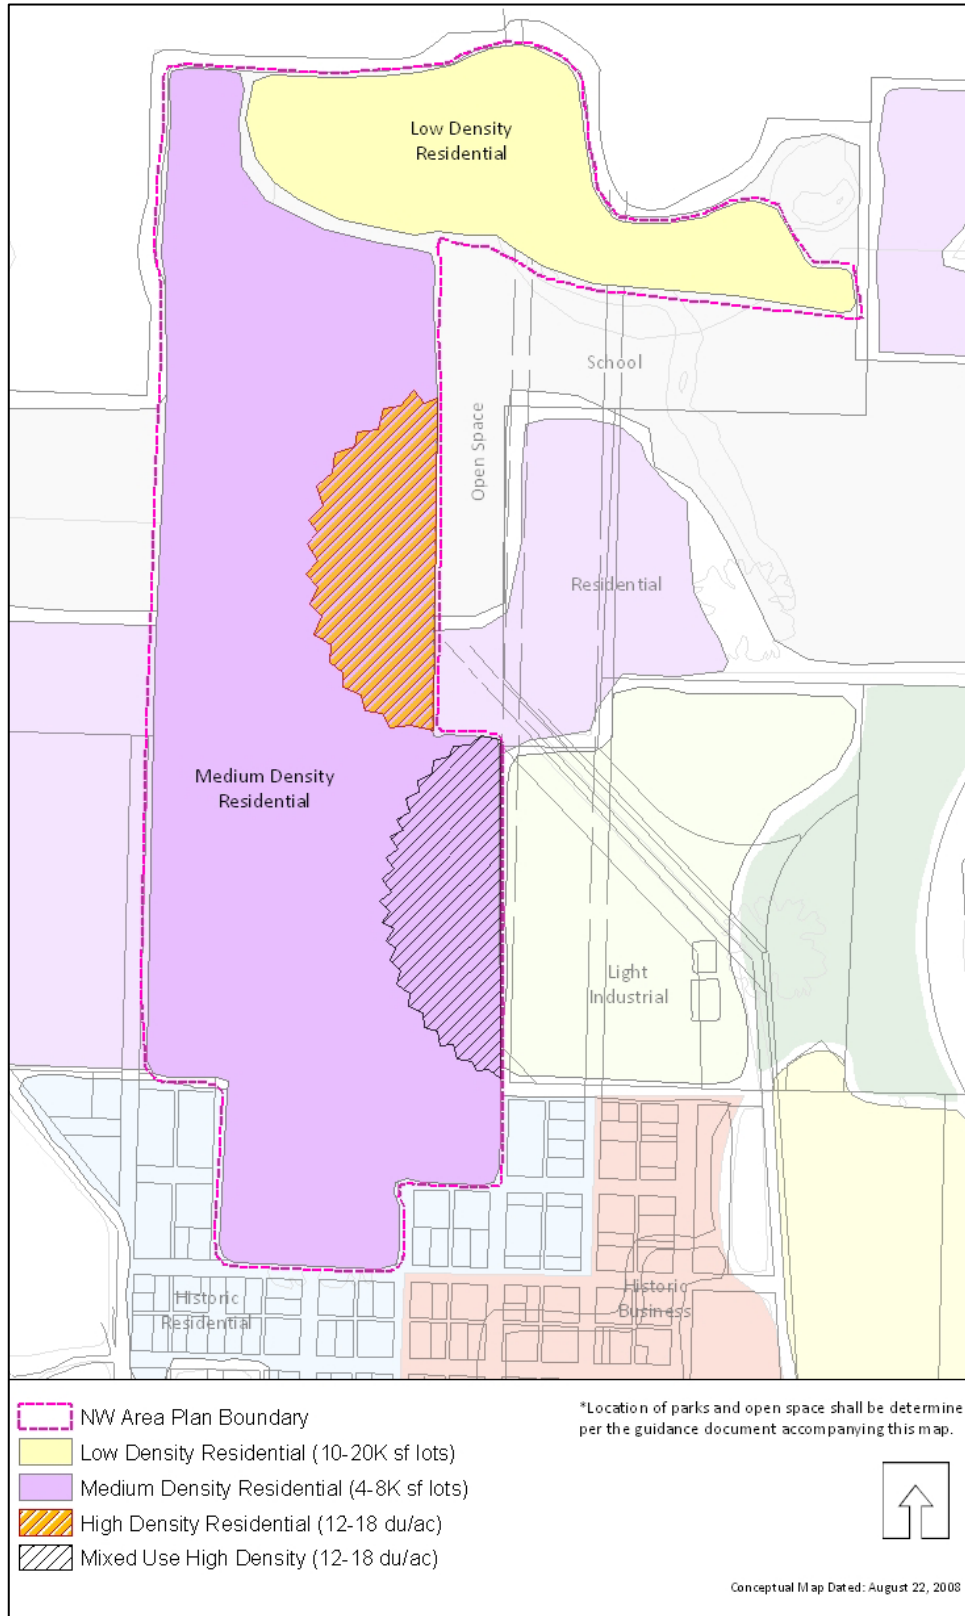 Low Density
Residential
School
Open Space
Residential
Medium Density
Residential
Light
Industrial
Historic
Residential
Historic
Business
NW Area Plan Boundary
Low Density Residential (10-20K sf lots)
Medium Density Residential (4-8K sf lots)
High Density Residential (12-18 du/ac)
Mixed Use High Density (12-18 du/ac)
*Location of parks and open space shall be determine
per the guidance document accompanying this map.
Conceptual Map Dated: August 22, 2008